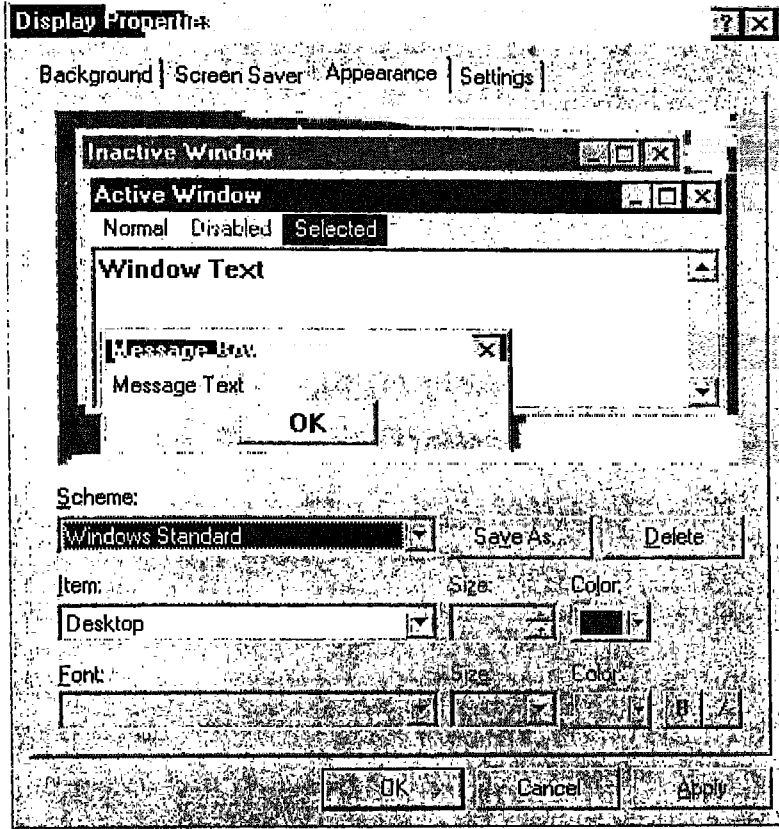 Display Properties
Background Screen Saver Appearance Settings
Inactive Window
Active Window
Normal Disabled Selected
Window Text
Message Box
Message Text
OK
Scheme:
Windows Standard Save As... Delete
Item: Size: Color:
Desktop
Font: Size: Color:
B /
OK Cancel Apply